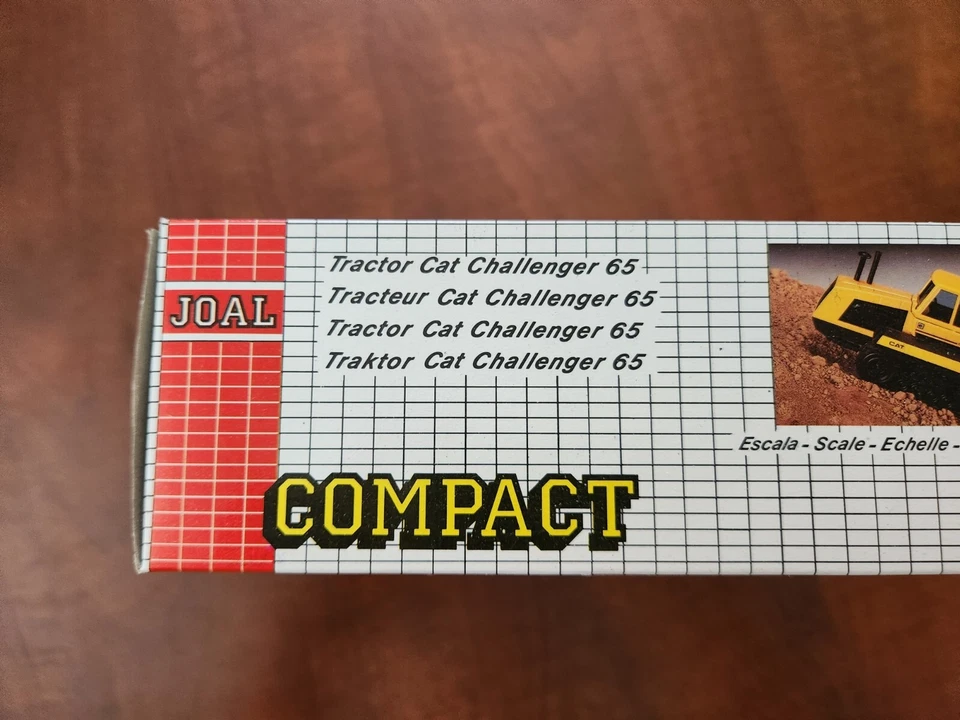 JOAL
Tractor Cat Challenger 65
Tracteur Cat Challenger 65
Tractor Cat Challenger 65
Traktor Cat Challenger 65
CAT
Escala - Scale - Echelle -
COMPACT